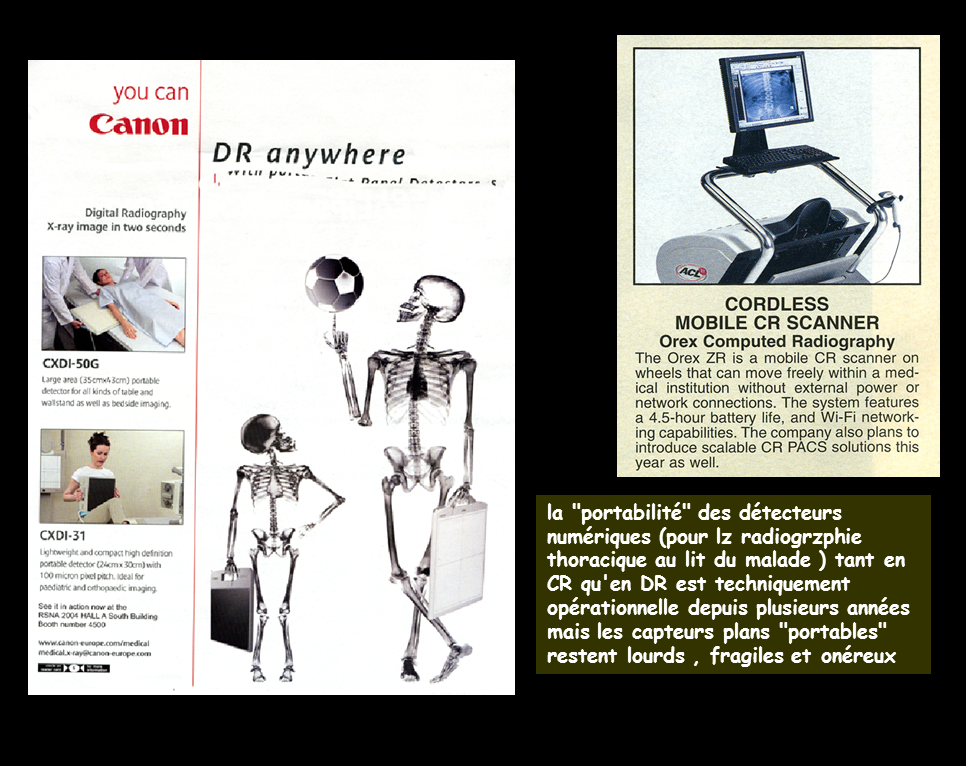 you can
Canon
DR anywhere
Digital Radiography
X-ray image in two seconds
CXDI-50G
Large area (35cmx43cm) portable
detector for all kinds of table and
wallstand as well as bedside imaging.
CXDI-31
Lightweight and compact high definition
portable detector (24cm x 30cm) with
100 micron pixel pitch. Ideal for
paediatric and orthopaedic imaging.
See it in action now at the
RSNA 2004 HALL A South Building
Booth number 4500
www.canon-europe.com/medical
medical.x-ray@canon-europe.com
ACL
CORDLESS
MOBILE CR SCANNER
Orex Computed Radiography
The Orex ZR is a mobile CR scanner on
wheels that can move freely within a med-
ical institution without external power or
network connections. The system features
a 4.5-hour battery life, and Wi-Fi network-
ing capabilities. The company also plans to
introduce scalable CR PACS solutions this
year as well.
la "portabilité" des détecteurs
numériques (pour lz radiogrzphie
thoracique au lit du malade ) tant en
CR qu'en DR est techniquement
opérationnelle depuis plusieurs années
mais les capteurs plans "portables"
restent lourds , fragiles et onéreux